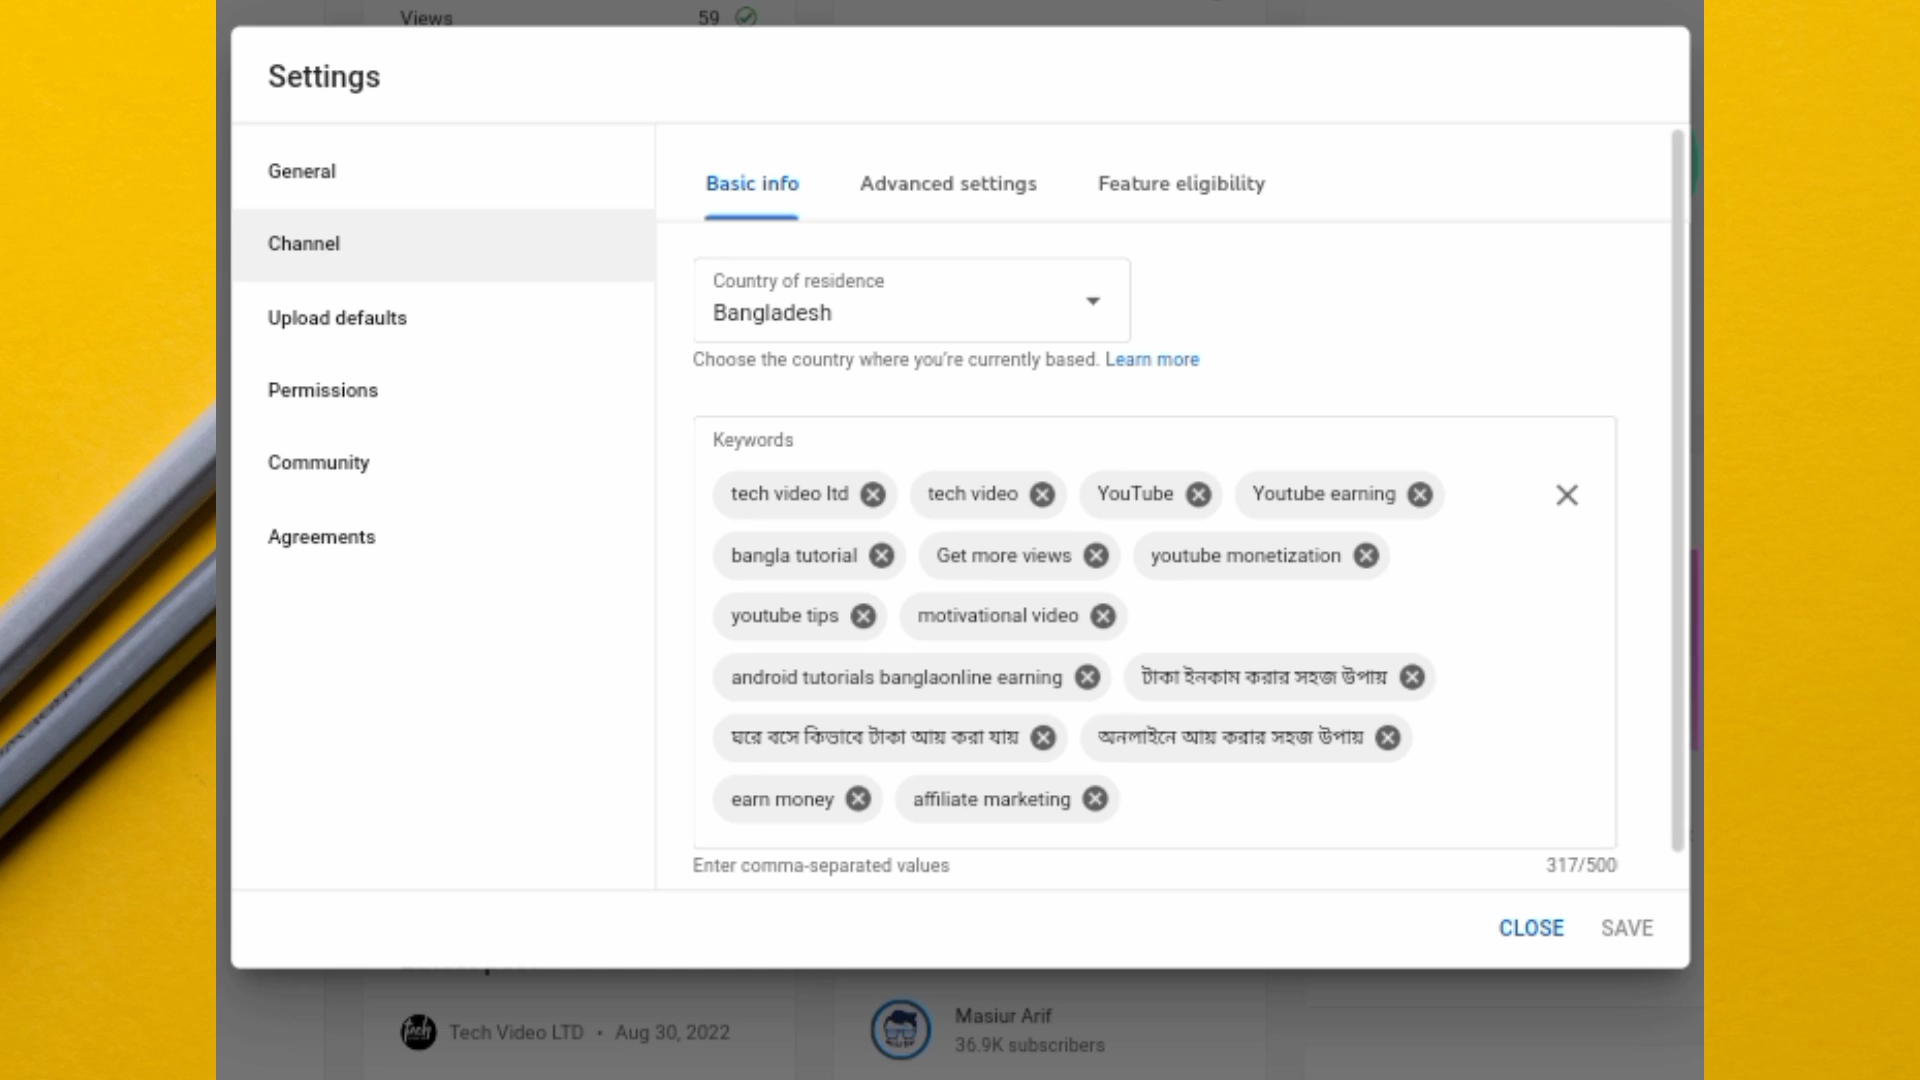 Views 59
Settings
General
Channel
Upload defaults
Permissions
Community
Agreements
Basic info Advanced settings Feature eligibility
Country of residence
Bangladesh
Choose the country where you're currently based. Learn more
Keywords
tech video ltd tech video YouTube Youtube earning
bangla tutorial Get more views youtube monetization
youtube tips motivational video
android tutorials banglaonline earning টাকা ইনকাম করার সহজ উপায়
ঘরে বসে কিভাবে টাকা আয় করা যায় অনলাইনে আয় করার সহজ উপায়
earn money affiliate marketing
Enter comma-separated values 317/500
CLOSE SAVE
Tech Video LTD • Aug 30, 2022
Masiur Arif
36.9K subscribers